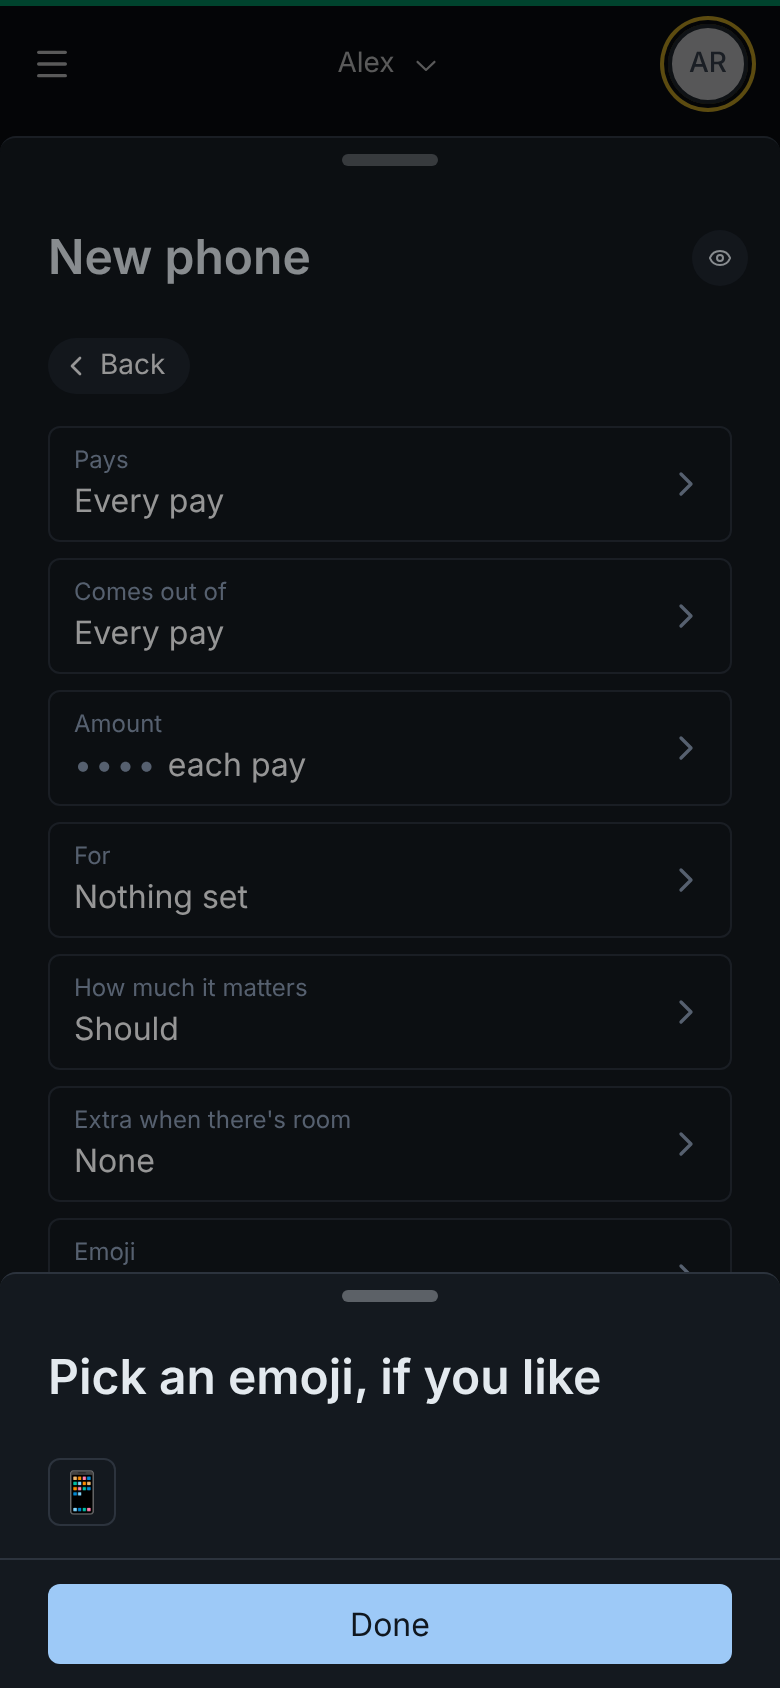 Alex
AR
New phone
Back
Pays
Every pay
Comes out of
Every pay
Amount
•••• each pay
For
Nothing set
How much it matters
Should
Extra when there's room
None
Emoji
Pick an emoji, if you like
📱
Done